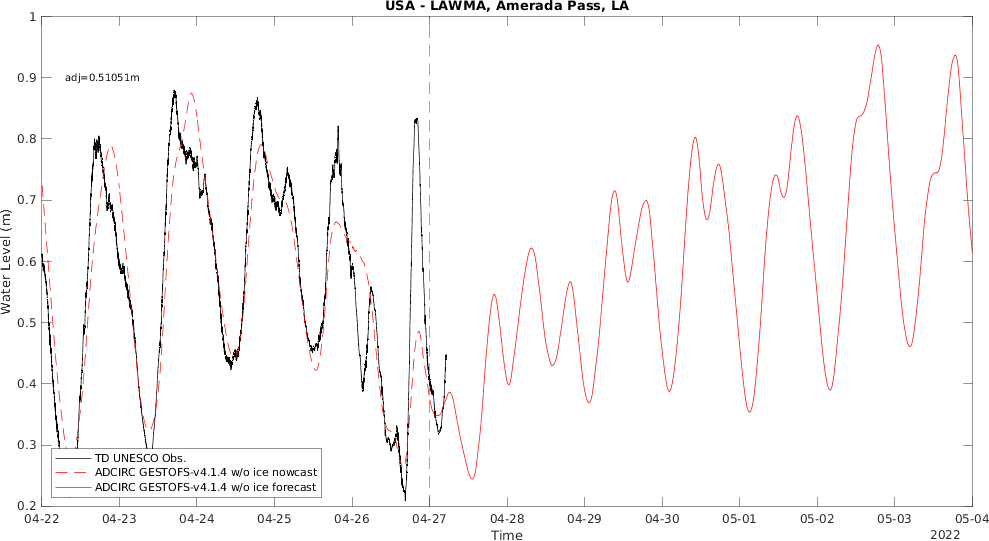 USA - LAWMA, Amerada Pass, LA
1
0.9
0.8
0.7
0.6
0.5
0.4
0.3
0.2
Water Level (m)
adj=0.51051m
TD UNESCO Obs.
ADCIRC GESTOFS-v4.1.4 w/o ice nowcast
ADCIRC GESTOFS-v4.1.4 w/o ice forecast
04-22 04-23 04-24 04-25 04-26 04-27 04-28 04-29 04-30 05-01 05-02 05-03 05-04
Time
2022